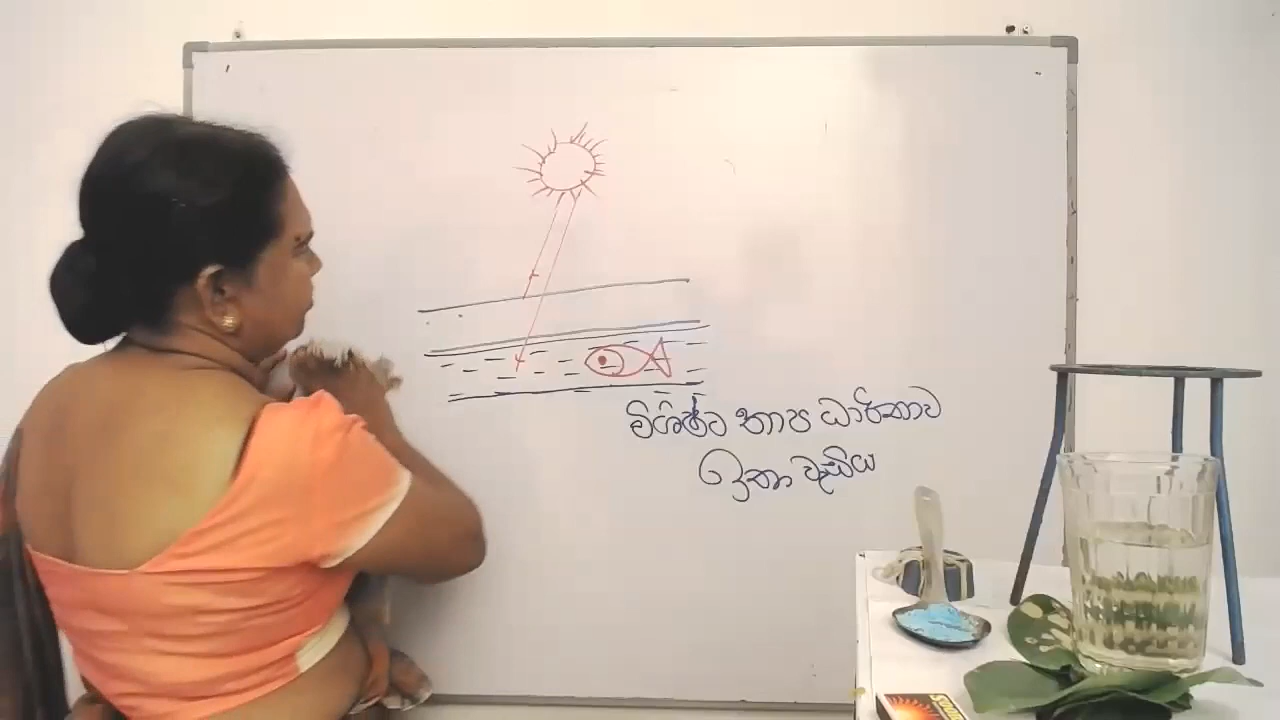 විශිෂ්ට තාප ධාරිතාව
ඉතා වැඩිය